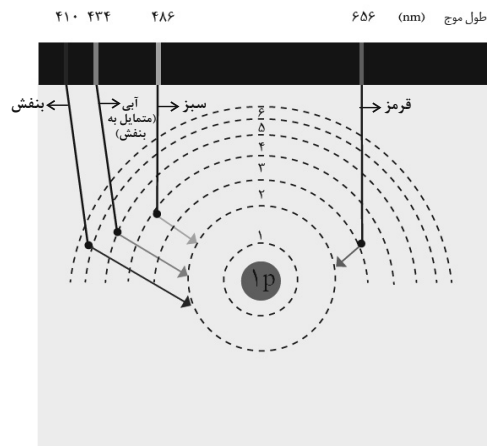 طول موج (nm) ۶۵۶ ۴۸۶ ۴۳۴ ۴۱۰
قرمز
سبز
آبی
(متمایل به
بنفش)
بنفش
۶
۵
۴
۳
۲
۱
۱p